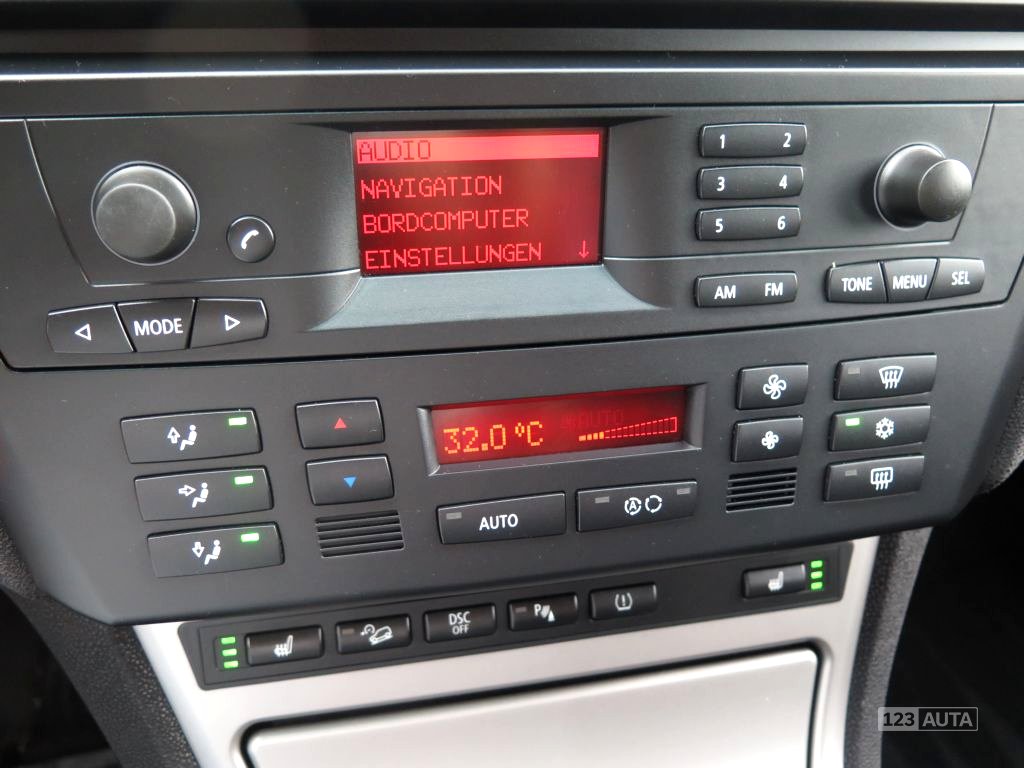 AUDIO
NAVIGATION
BORDCOMPUTER
EINSTELLUNGEN ↓
1 2
3 4
5 6
AM FM
TONE MENU SEL
MODE
32.0 °C
AUTO
AUTO
A
DSC
OFF
P
123 AUTA